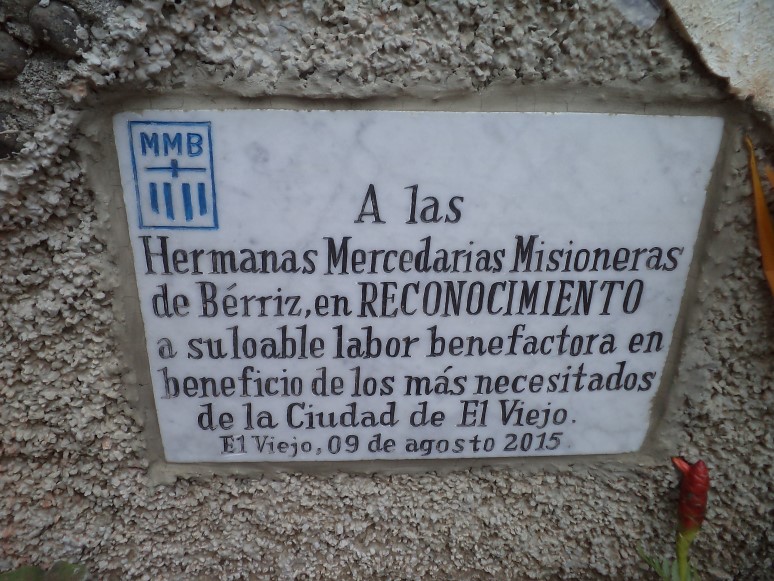 MMB
A las
Hermanas Mercedarias Misioneras
de Bérriz, en RECONOCIMIENTO
a su loable labor benefactora en
beneficio de los más necesitados
de la Ciudad de El Viejo.
El Viejo, 09 de agosto 2015.